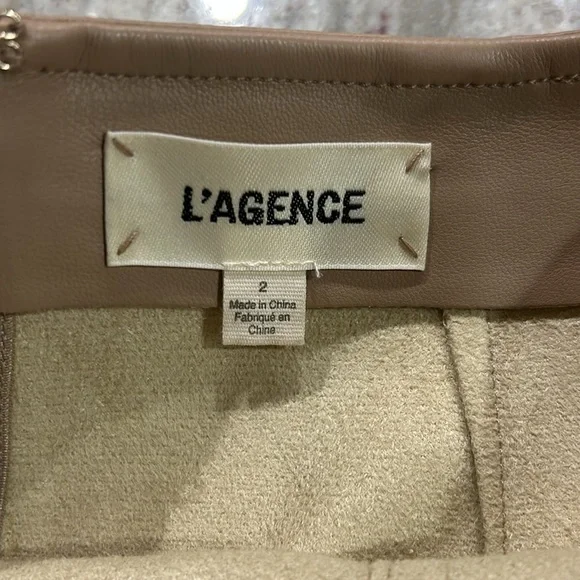 L'AGENCE
2
Made in China
Fabriqué en
Chine